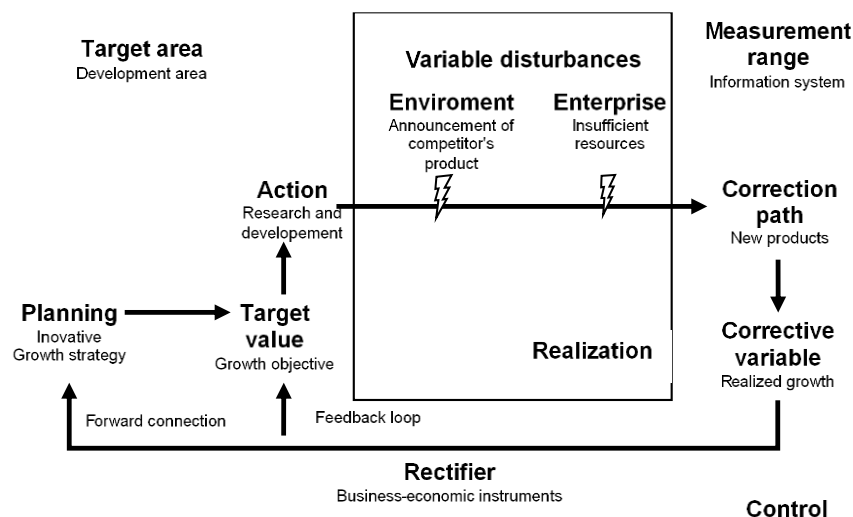 Target area
Development area
Variable disturbances
Measurement
range
Information system
Enviroment
Announcement of
competitor's
product
Enterprise
Insufficient
resources
Action
Research and
developement
Correction
path
New products
Planning
Inovative
Growth strategy
Target
value
Growth objective
Realization
Corrective
variable
Realized growth
Forward connection
Feedback loop
Rectifier
Business-economic instruments
Control